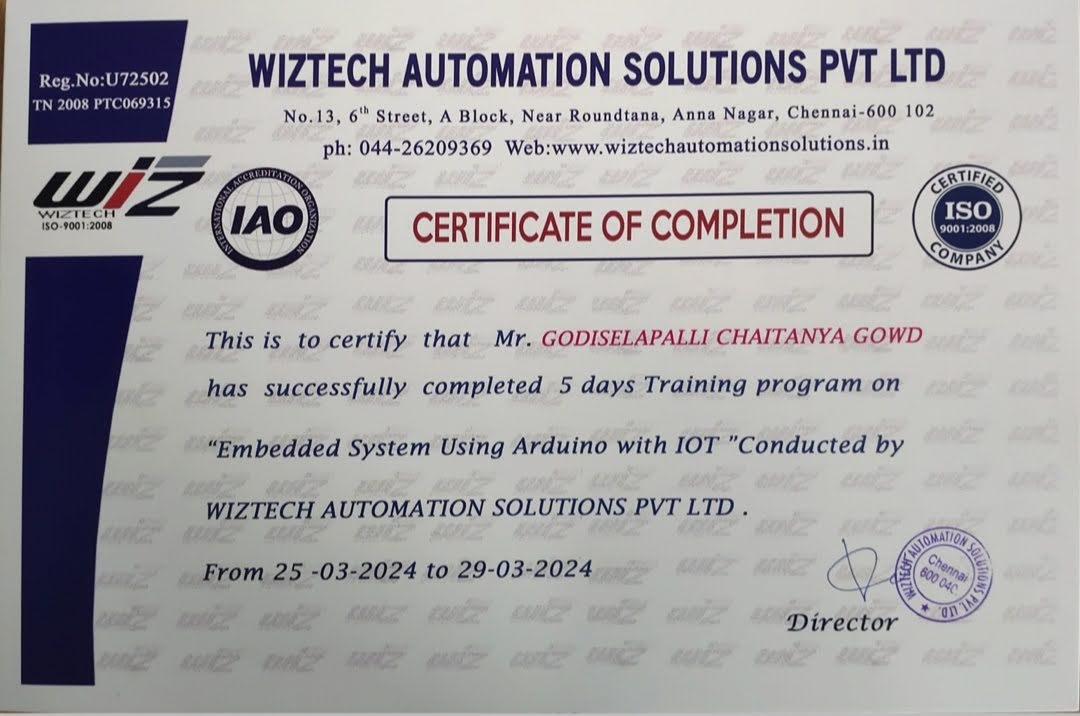 Reg.No:U72502
TN 2008 PTC069315
WIZTECH AUTOMATION SOLUTIONS PVT LTD
No.13, 6th Street, A Block, Near Roundtana, Anna Nagar, Chennai-600 102
ph: 044-26209369 Web:www.wiztechautomationsolutions.in
WiZ
WIZTECH
ISO-9001:2008
INTERNATIONAL ACCREDITATION ORGANIZATION
IAO
CERTIFICATE OF COMPLETION
CERTIFIED
ISO
9001:2008
COMPANY
This is to certify that Mr. GODISELAPALLI CHAITANYA GOWD
has successfully completed 5 days Training program on
“Embedded System Using Arduino with IOT ”Conducted by
WIZTECH AUTOMATION SOLUTIONS PVT LTD .
From 25 -03-2024 to 29-03-2024
WIZTECH AUTOMATION SOLUTIONS PVT. LTD.
Chennai
600 040
Director